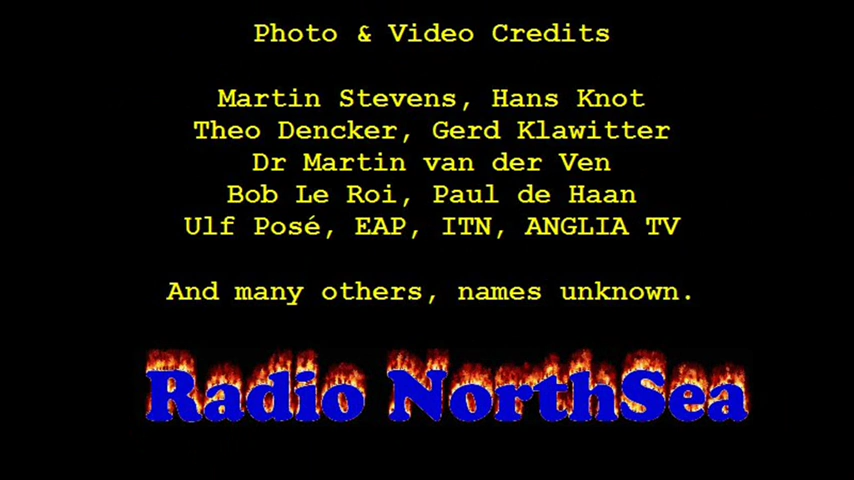 Photo & Video Credits
Martin Stevens, Hans Knot
Theo Dencker, Gerd Klawitter
Dr Martin van der Ven
Bob Le Roi, Paul de Haan
Ulf Posé, EAP, ITN, ANGLIA TV
And many others, names unknown.
Radio NorthSea